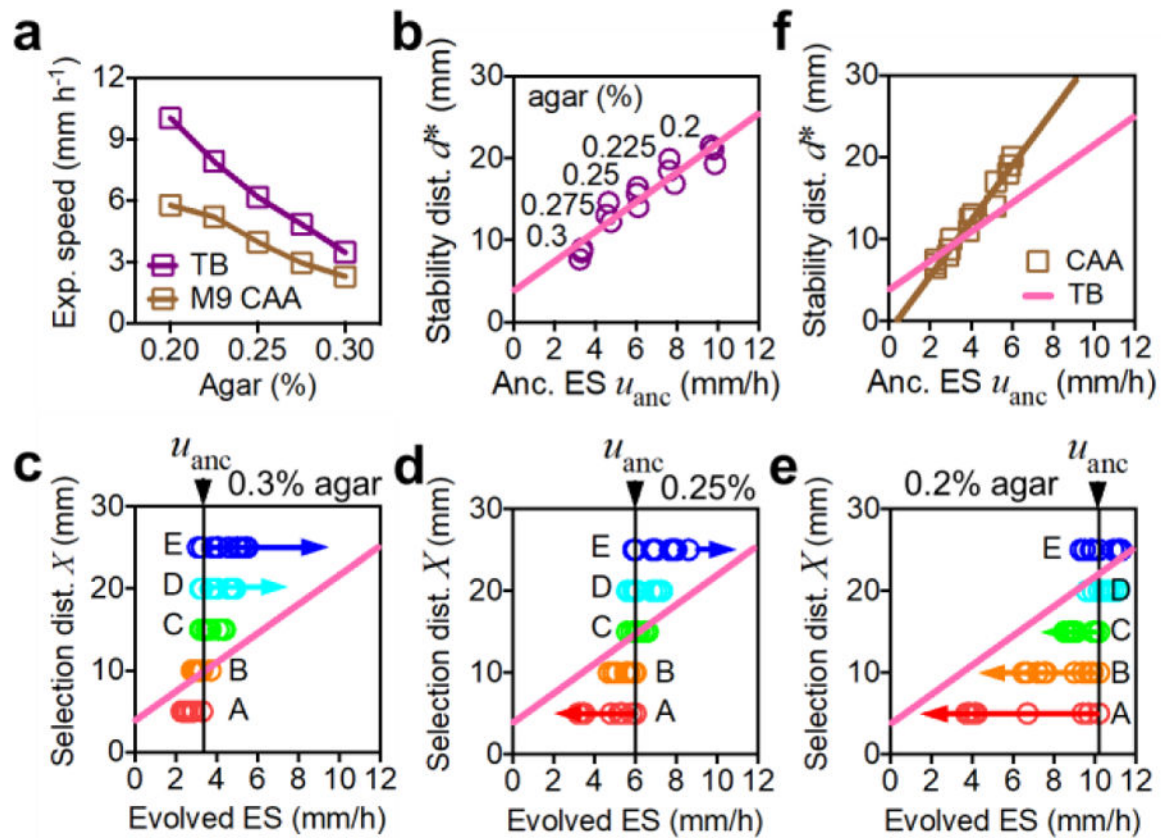 a
Exp. speed (mm h⁻¹)
12
9
6
3
0
TB
M9 CAA
0.20 0.25 0.30
Agar (%)
b
Stability dist. d* (mm)
30
20
10
0
agar (%)
0.2
0.225
0.25
0.275
0.3
0 2 4 6 8 10 12
Anc. ES u_anc (mm/h)
f
Stability dist. d* (mm)
30
20
10
0
CAA
TB
0 2 4 6 8 10 12
Anc. ES u_anc (mm/h)
c
u_anc
0.3% agar
Selection dist. X (mm)
30
20
10
0
E
D
C
B
A
0 2 4 6 8 10 12
Evolved ES (mm/h)
d
u_anc
0.25%
Selection dist. X (mm)
30
20
10
0
E
D
C
B
A
0 2 4 6 8 10 12
Evolved ES (mm/h)
e
0.2% agar
u_anc
Selection dist. X (mm)
30
20
10
0
E
D
C
B
A
0 2 4 6 8 10 12
Evolved ES (mm/h)